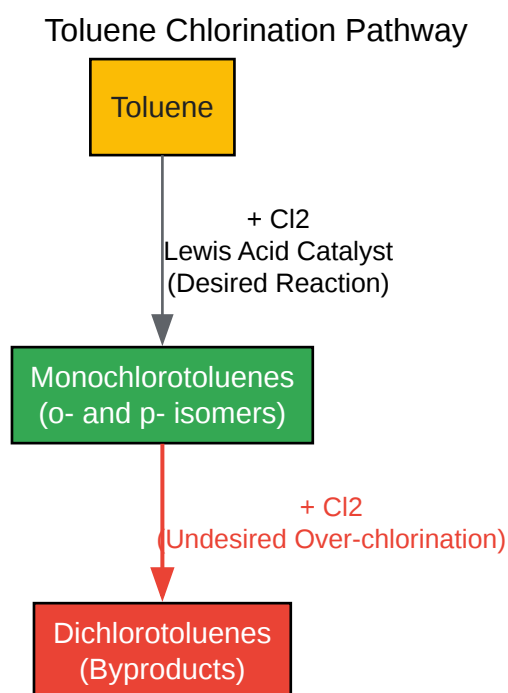 Toluene Chlorination Pathway
Toluene
+ Cl2
Lewis Acid Catalyst
(Desired Reaction)
Monochlorotoluenes
(o- and p- isomers)
+ Cl2
(Undesired Over-chlorination)
Dichlorotoluenes
(Byproducts)